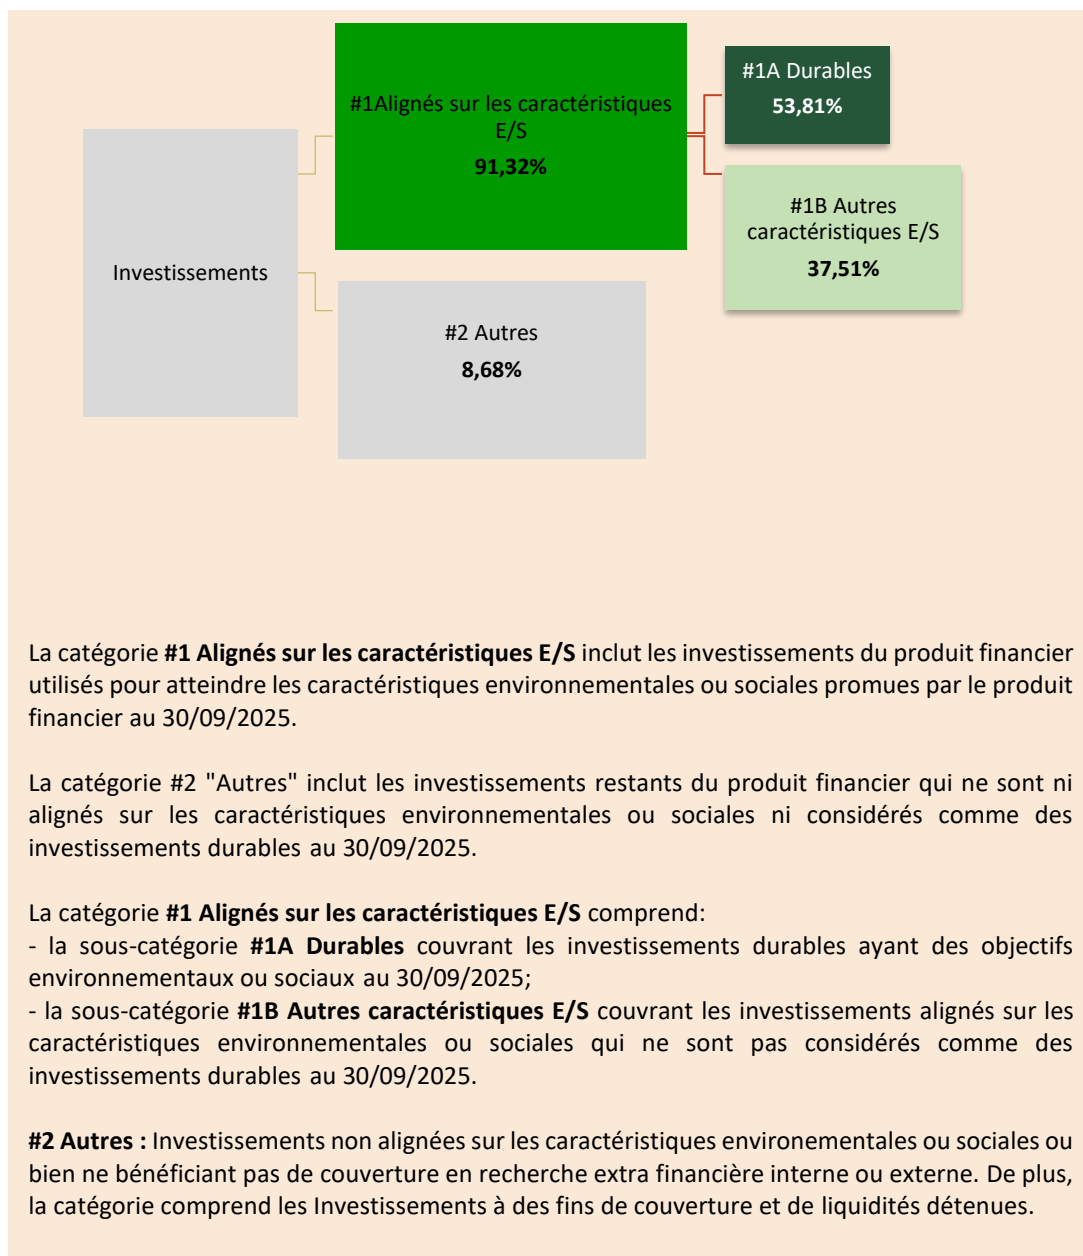 #1Alignés sur les caractéristiques
E/S
91,32%
#1A Durables
53,81%
#1B Autres
caractéristiques E/S
37,51%
Investissements
#2 Autres
8,68%
La catégorie #1 Alignés sur les caractéristiques E/S inclut les investissements du produit financier
utilisés pour atteindre les caractéristiques environnementales ou sociales promues par le produit
financier au 30/09/2025.
La catégorie #2 "Autres" inclut les investissements restants du produit financier qui ne sont ni
alignés sur les caractéristiques environnementales ou sociales ni considérés comme des
investissements durables au 30/09/2025.
La catégorie #1 Alignés sur les caractéristiques E/S comprend:
- la sous-catégorie #1A Durables couvrant les investissements durables ayant des objectifs
environnementaux ou sociaux au 30/09/2025;
- la sous-catégorie #1B Autres caractéristiques E/S couvrant les investissements alignés sur les
caractéristiques environnementales ou sociales qui ne sont pas considérés comme des
investissements durables au 30/09/2025.
#2 Autres : Investissements non alignées sur les caractéristiques environementales ou sociales ou
bien ne bénéficiant pas de couverture en recherche extra financière interne ou externe. De plus,
la catégorie comprend les Investissements à des fins de couverture et de liquidités détenues.